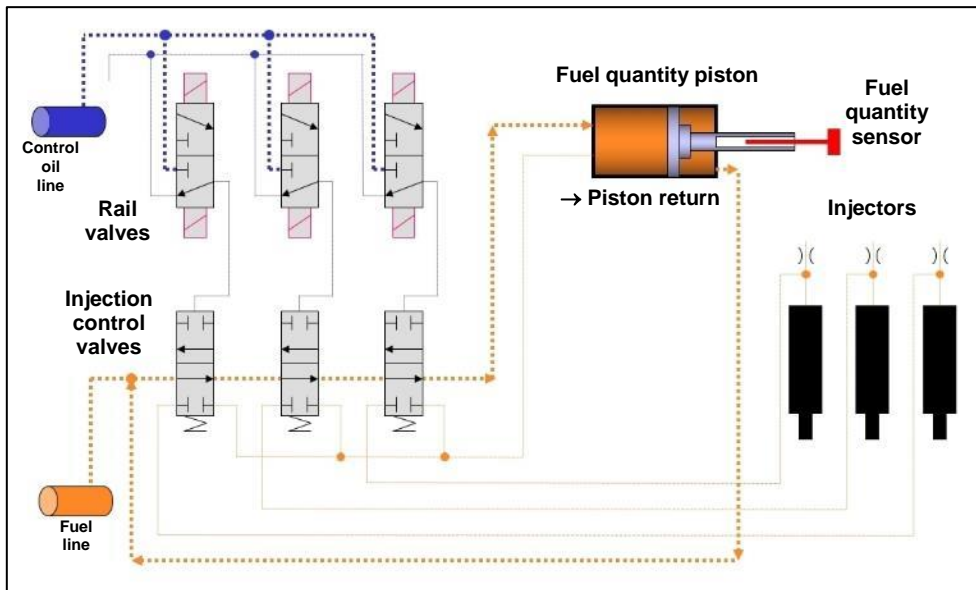 Control
oil
line
Rail
valves
Injection
control
valves
Fuel
line
Fuel quantity piston
→ Piston return
Fuel
quantity
sensor
Injectors